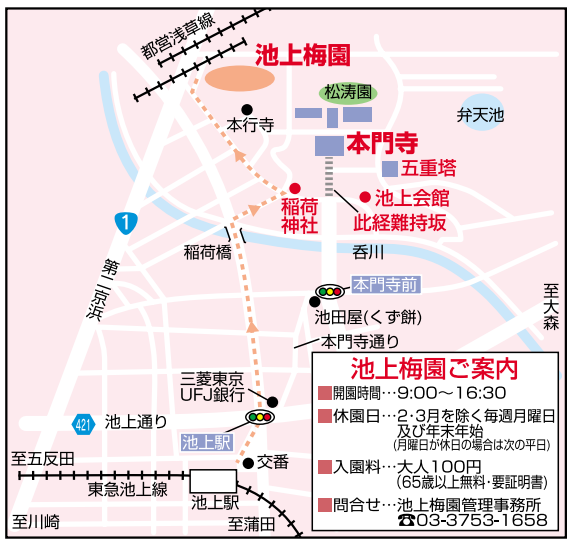 都営浅草線
池上梅園
松涛園
本行寺
弁天池
本門寺
五重塔
稲荷
神社
池上会館
此経難持坂
1
稲荷橋
呑川
第二京浜
本門寺前
至大森
池田屋(くず餅)
本門寺通り
三菱東京
UFJ銀行
421
池上通り
池上駅
至五反田
交番
東急池上線
池上駅
至川崎
至蒲田
池上梅園ご案内
■開園時間…9:00〜16:30
■休園日…2・3月を除く毎週月曜日
及び年末年始
(月曜日が休日の場合は次の平日)
■入園料…大人100円
(65歳以上無料・要証明書)
■問合せ…池上梅園管理事務所
☎03-3753-1658